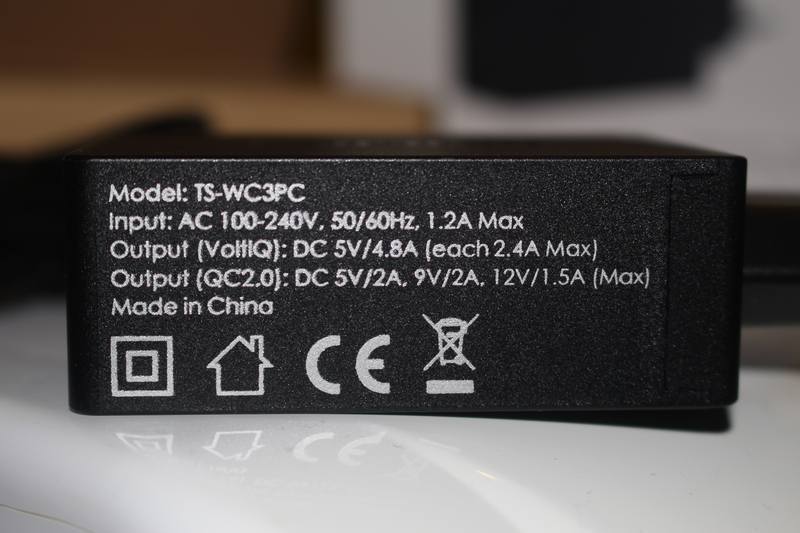 Model: TS-WC3PC
Input: AC 100-240V, 50/60Hz, 1.2A Max
Output (VoltIQ): DC 5V/4.8A (each 2.4A Max)
Output (QC2.0): DC 5V/2A, 9V/2A, 12V/1.5A (Max)
Made in China
CE